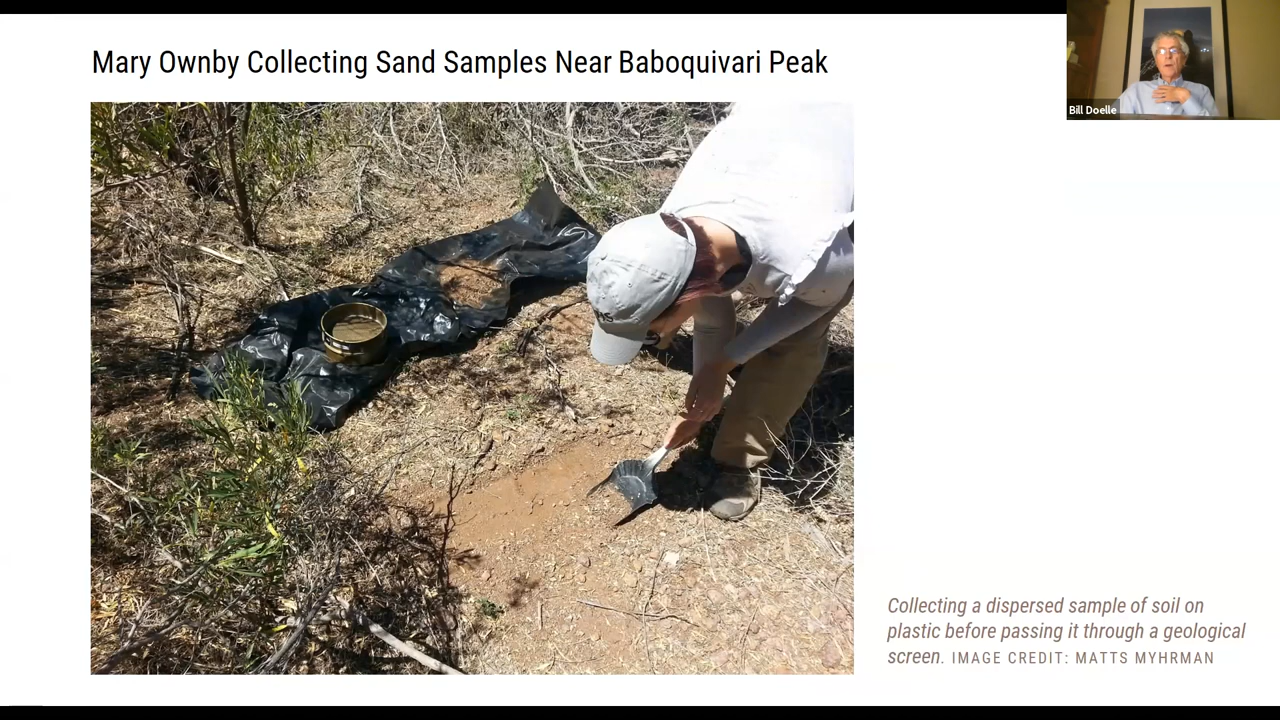 Mary Ownby Collecting Sand Samples Near Baboquivari Peak
Bill Doelle
Collecting a dispersed sample of soil on
plastic before passing it through a geological
screen. IMAGE CREDIT: MATTS MYHRMAN